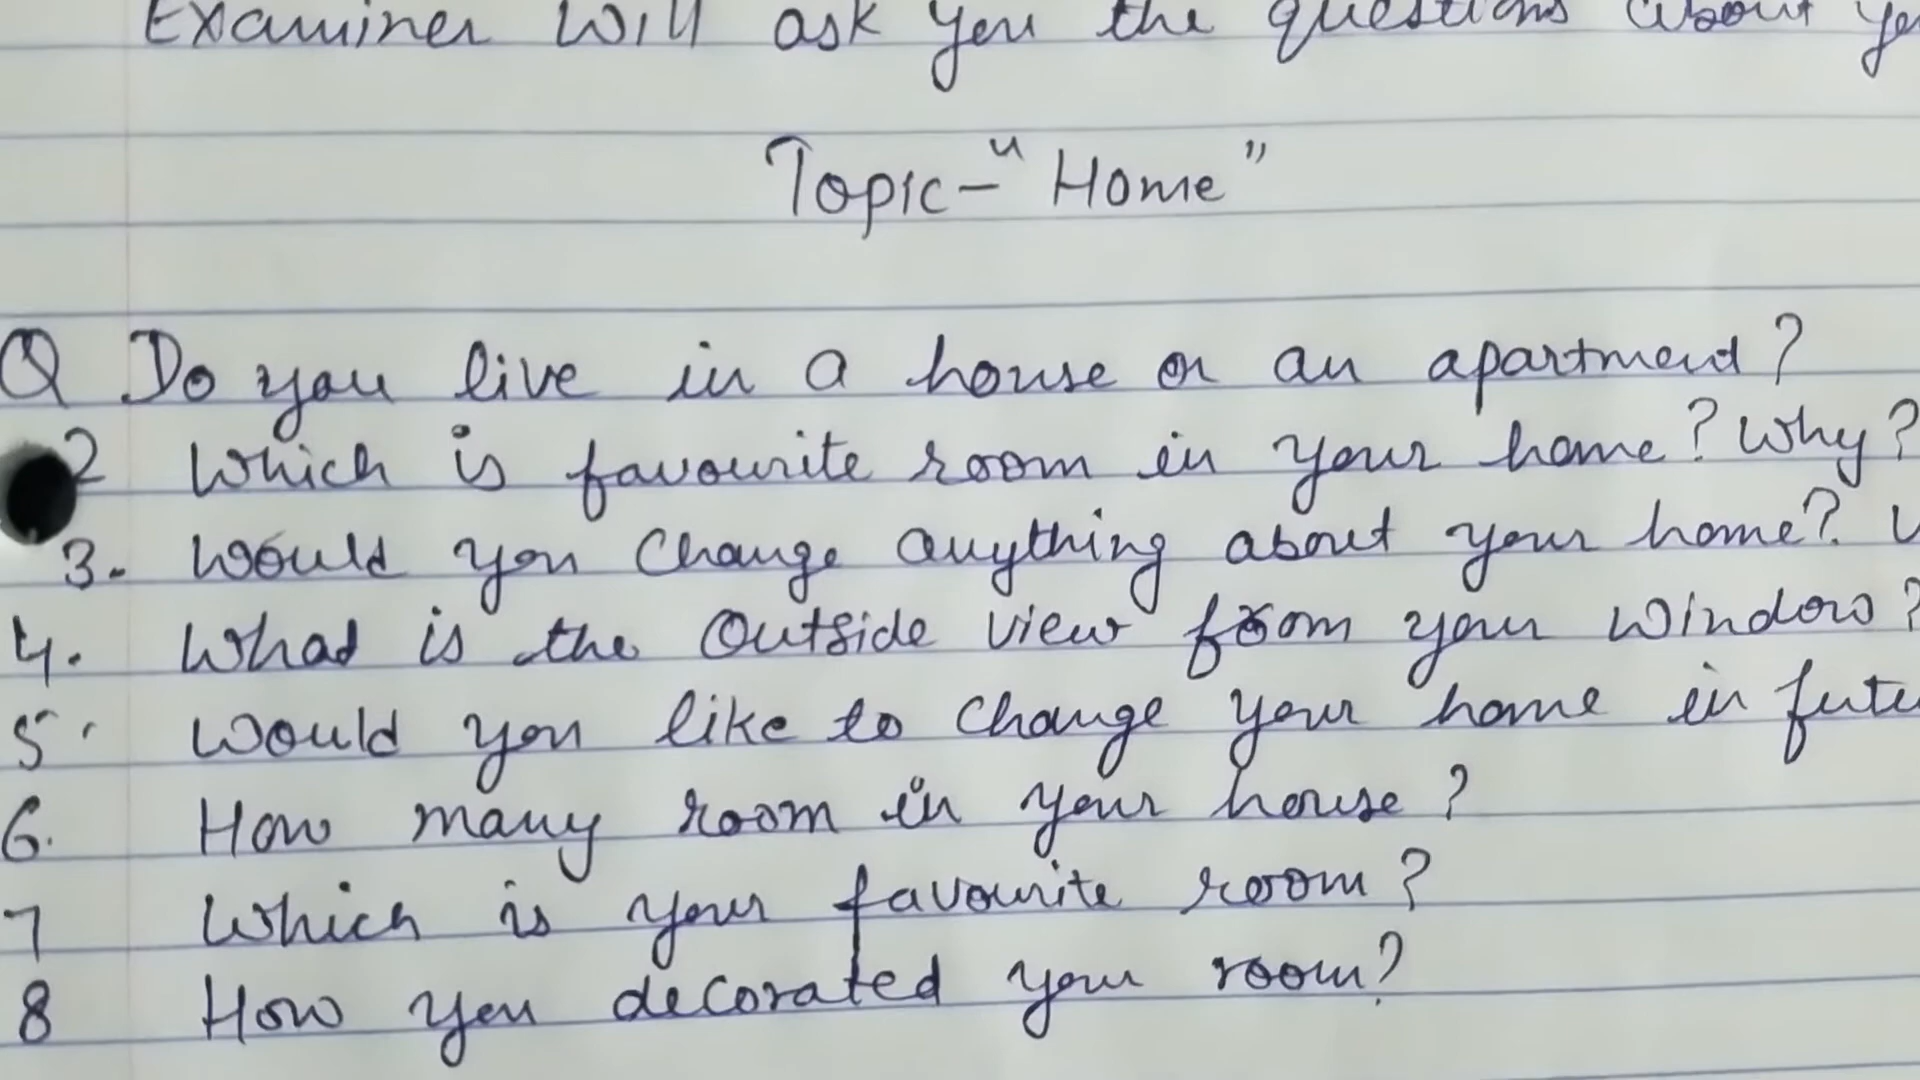 Examiner will ask you the questions about
Topic - "Home"
Q Do you live in a house or an apartment?
2 Which is favourite room in your home? Why?
3. Would you change anything about your home?
4. What is the outside view from your window?
5. Would you like to change your home in
6. How many room in your house?
7 Which is your favourite room?
8 How you decorated your room?